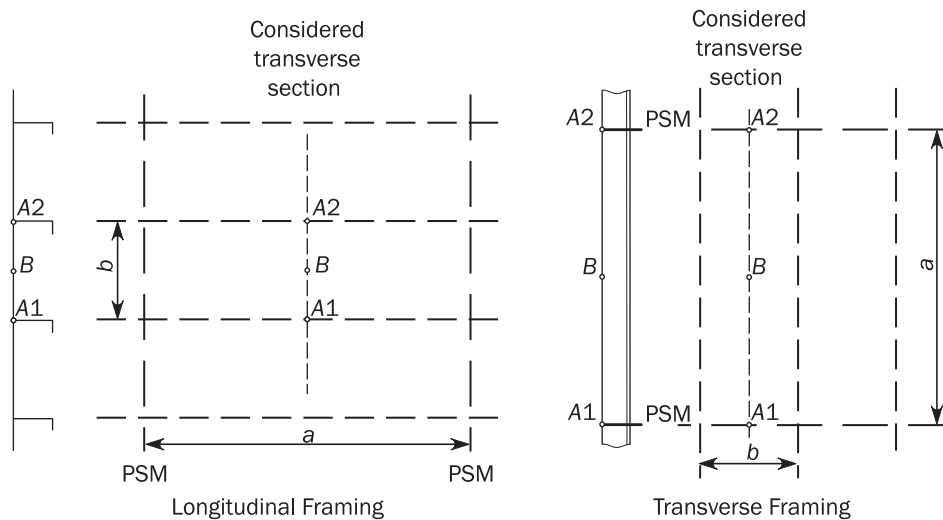 Considered
transverse
section
A2
B
A1
b
A2
B
A1
a
PSM
PSM
Longitudinal Framing
Considered
transverse
section
A2
PSM
A2
B
B
a
A1
PSM
A1
b
Transverse Framing